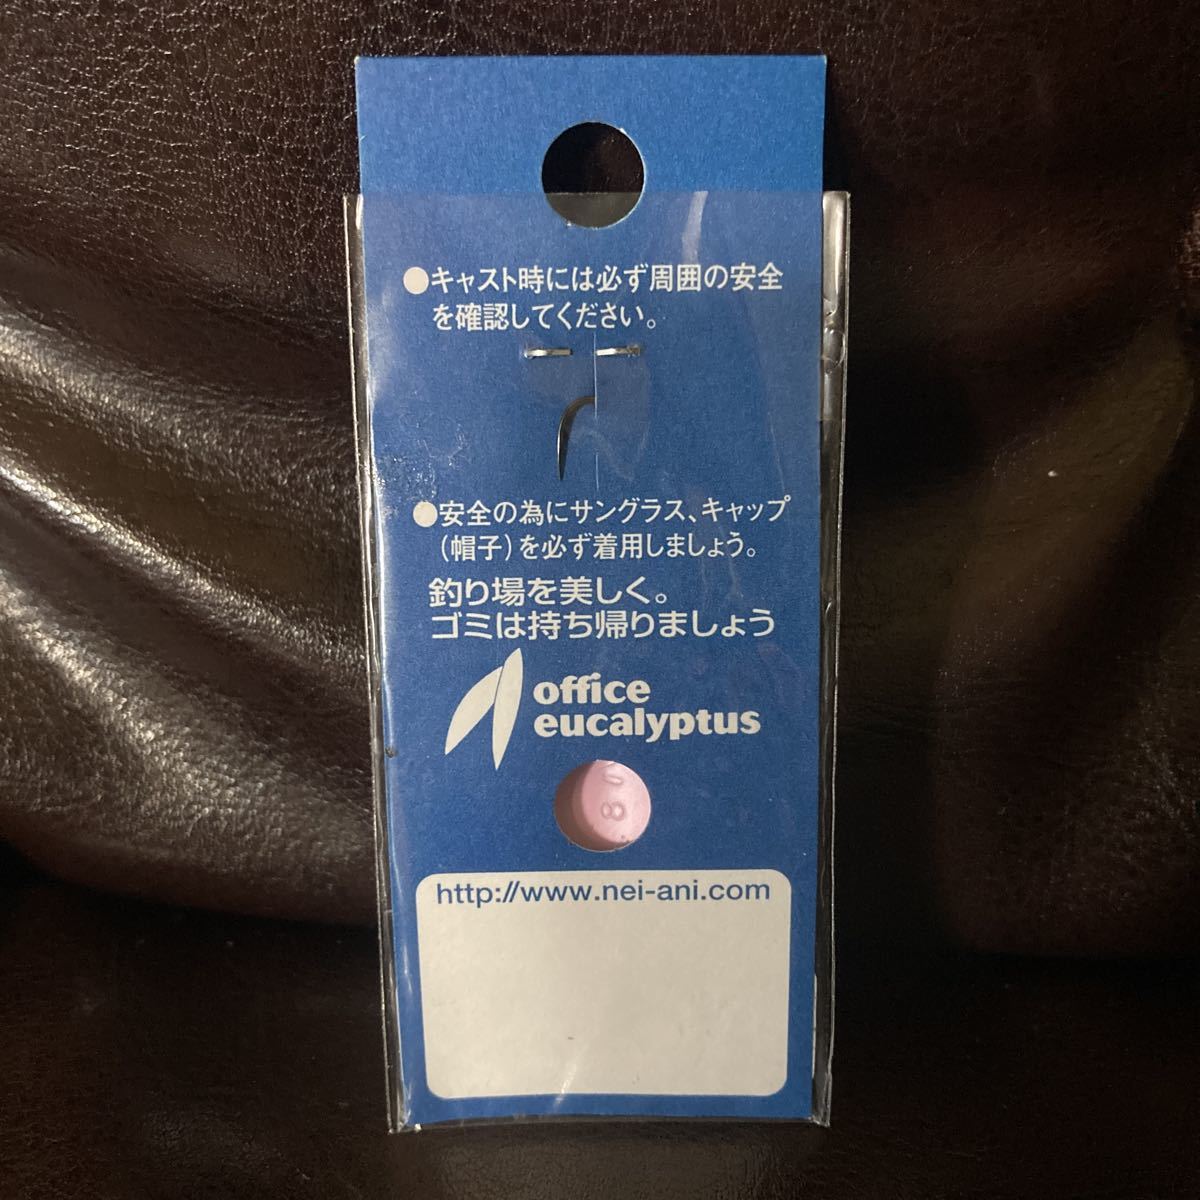 ●キャスト時には必ず周囲の安全
を確認してください。
●安全の為にサングラス、キャップ
(帽子)を必ず着用しましょう。
釣り場を美しく。
ゴミは持ち帰りましょう
office
eucalyptus
80
http://www.nei-ani.com